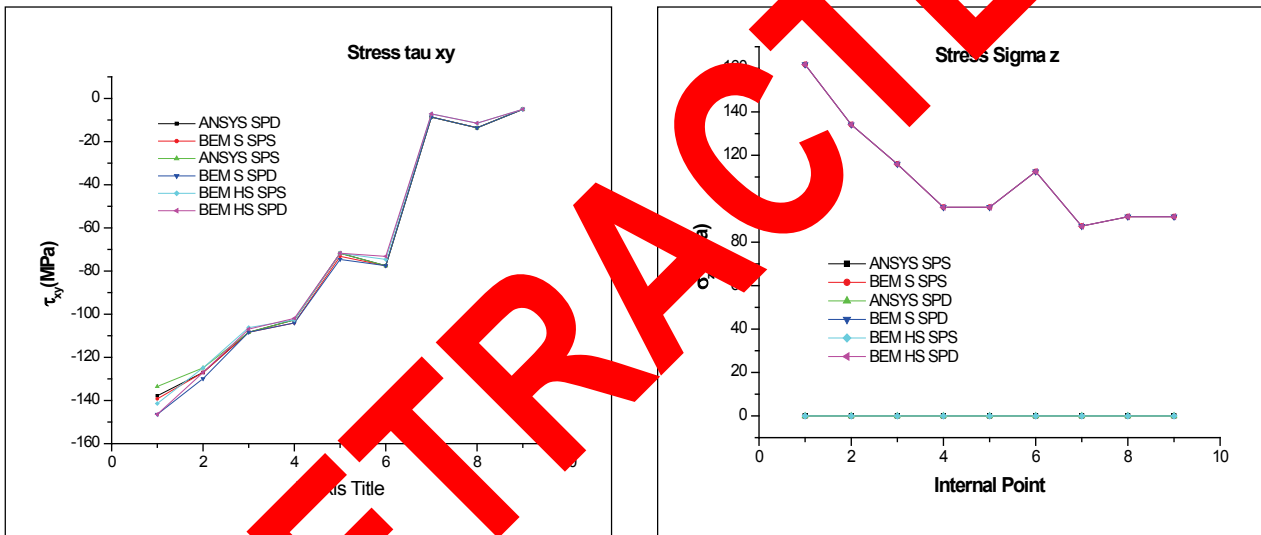 Stress tau xy
0
-20
-40
-60
-80
-100
-120
-140
-160
τxy(MPa)
ANSYS SPD
BEM S SPS
ANSYS SPS
BEM S SPD
BEM HS SPS
BEM HS SPD
0 2 4 6 8
Title
Stress Sigma z
140
120
80
60
40
20
0
ANSYS SPS
BEM S SPS
ANSYS SPD
BEM S SPD
BEM HS SPS
BEM HS SPD
0 2 4 6 8 10
Internal Point
TRACTE